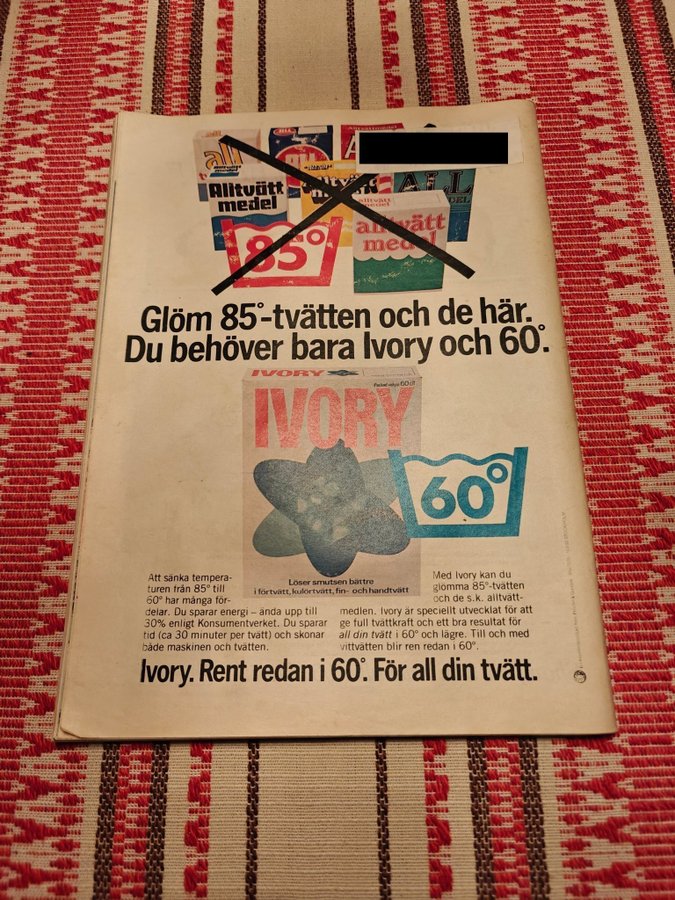 all
Alltvätt
medel
85°
alltvätt
medel
ALL
Glöm 85°-tvätten och de här.
Du behöver bara Ivory och 60°.
IVORY
IVORY
60°
Löser smutsen bättre
i förtvätt, kulörtvätt, fin- och handtvätt
Att sänka tempera-
turen från 85° till
60° har många för-
delar. Du sparar energi – ända upp till
30% enligt Konsumentverket. Du sparar
tid (ca 30 minuter per tvätt) och skonar
både maskinen och tvätten.
Med Ivory kan du
glömma 85°-tvätten
och de s.k. alltvätt-
medlen. Ivory är speciellt utvecklat för att
ge full tvättkraft och ett bra resultat för
all din tvätt i 60° och lägre. Till och med
vittvätten blir ren redan i 60°.
Ivory. Rent redan i 60°. För all din tvätt.